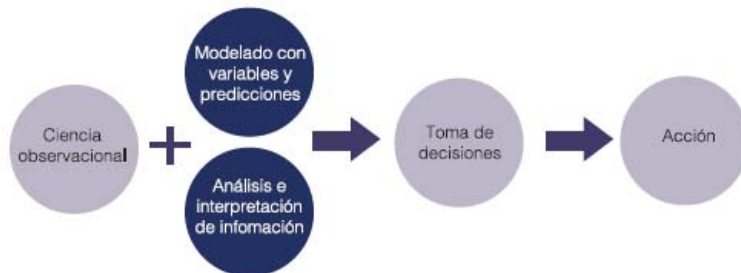 Ciencia
observacional
+
Modelado con
variables y
predicciones
Análisis e
interpretación
de infomación
Toma de
decisiones
Acción